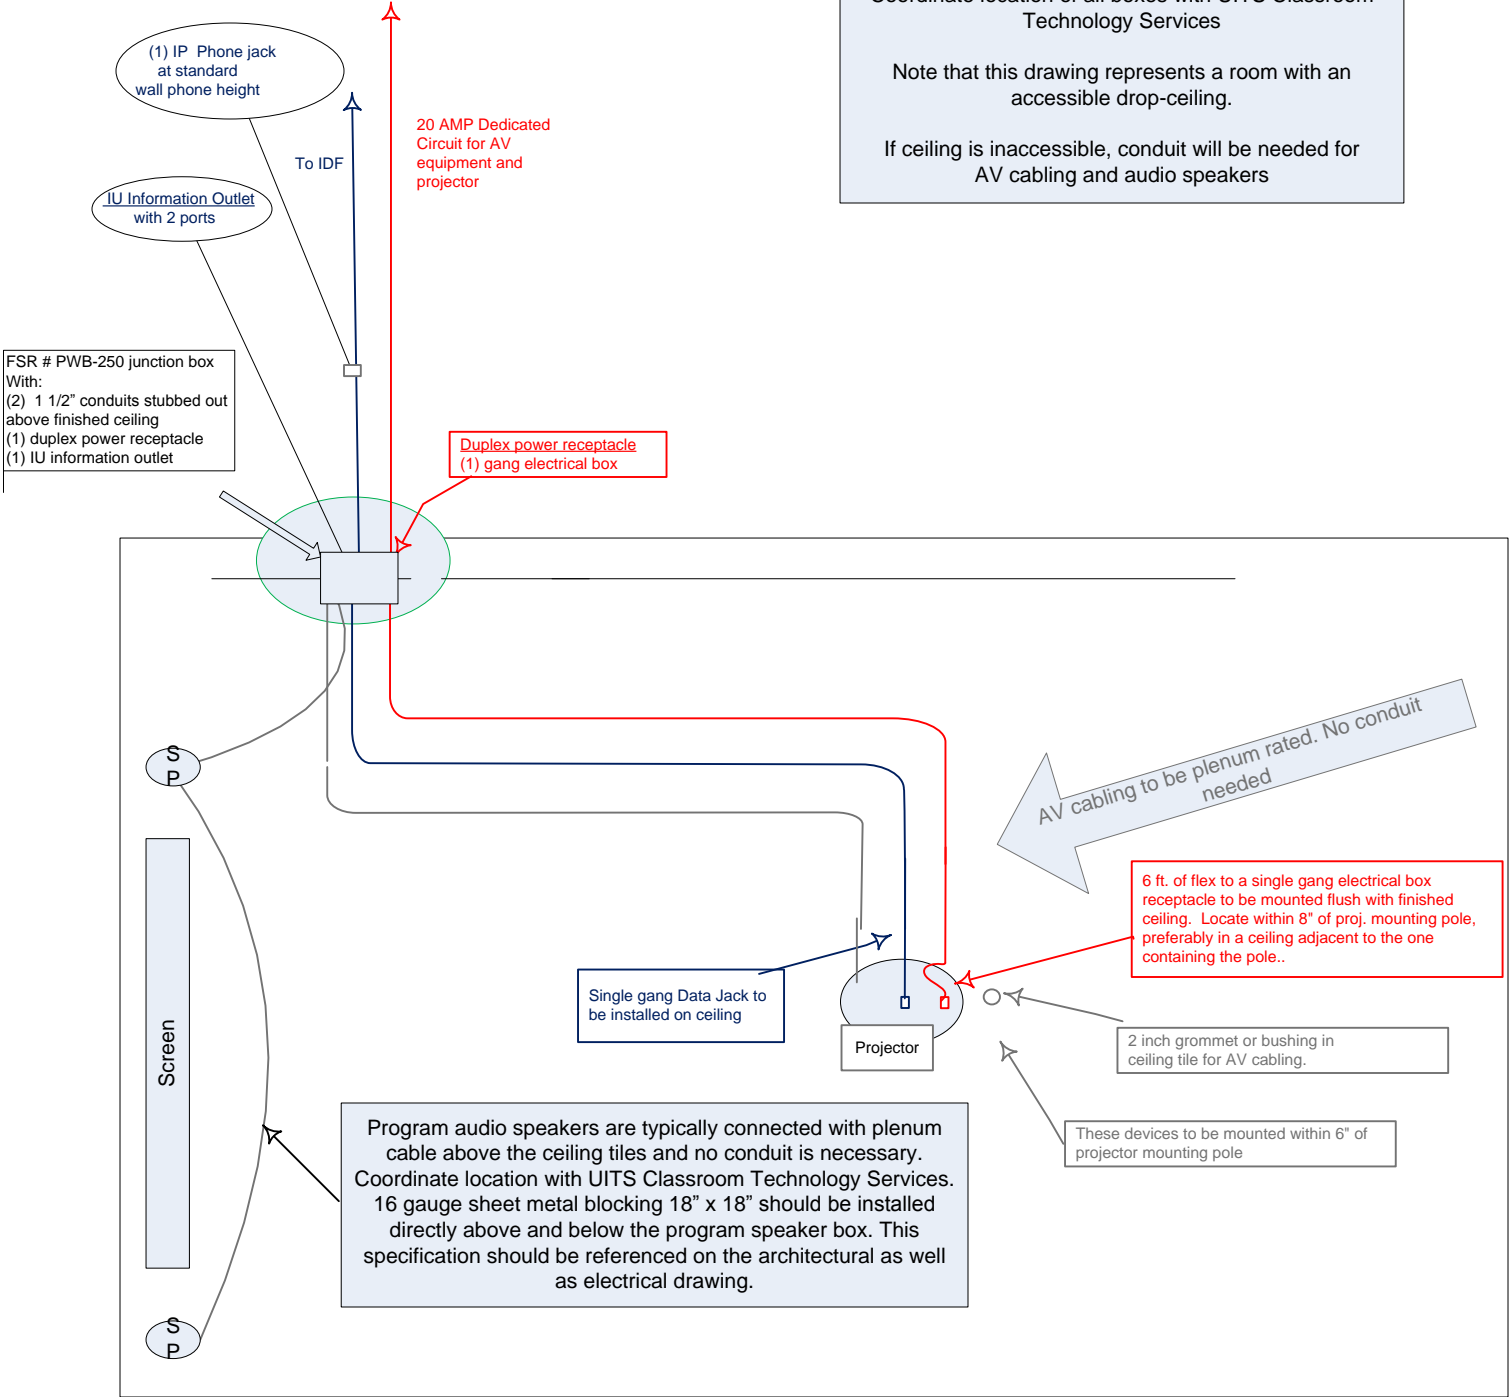 Technology Services
Note that this drawing represents a room with an
accessible drop-ceiling.
If ceiling is inaccessible, conduit will be needed for
AV cabling and audio speakers
(1) IP Phone jack
at standard
wall phone height
To IDF
20 AMP Dedicated
Circuit for AV
equipment and
projector
IU Information Outlet
with 2 ports
FSR # PWB-250 junction box
With:
(2) 1 1/2” conduits stubbed out
above finished ceiling
(1) duplex power receptacle
(1) IU information outlet
Duplex power receptacle
(1) gang electrical box
S
P
AV cabling to be plenum rated. No conduit
needed
6 ft. of flex to a single gang electrical box
receptacle to be mounted flush with finished
ceiling. Locate within 8" of proj. mounting pole,
preferably in a ceiling adjacent to the one
containing the pole..
Single gang Data Jack to
be installed on ceiling
Projector
2 inch grommet or bushing in
ceiling tile for AV cabling.
These devices to be mounted within 6" of
projector mounting pole
Screen
Program audio speakers are typically connected with plenum
cable above the ceiling tiles and no conduit is necessary.
Coordinate location with UITS Classroom Technology Services.
16 gauge sheet metal blocking 18” x 18” should be installed
directly above and below the program speaker box. This
specification should be referenced on the architectural as well
as electrical drawing.
S
P